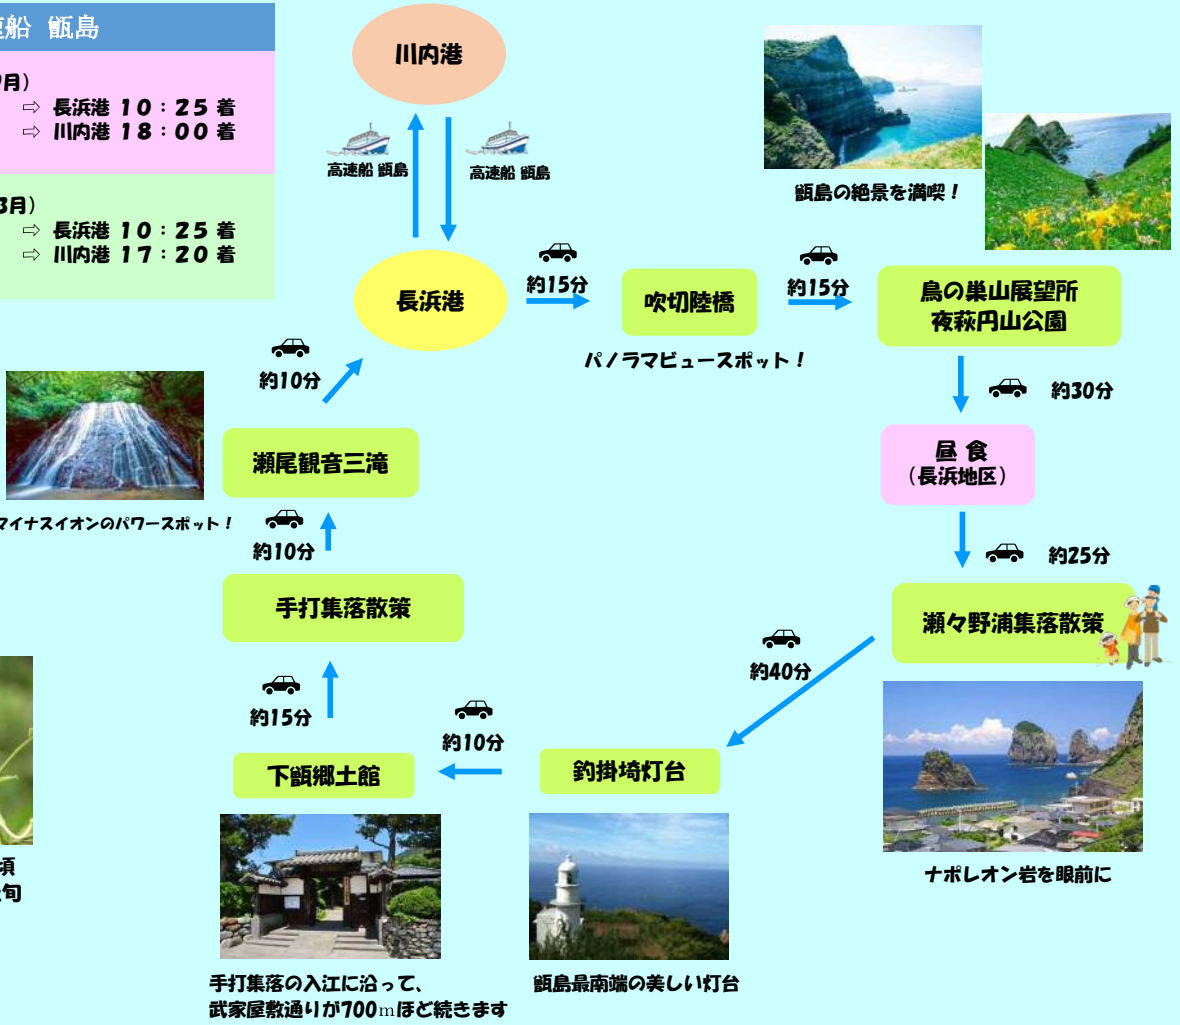 船 甑島
月)
⇨ 長浜港 10：25 着
⇨ 川内港 18：00 着
3月)
⇨ 長浜港 10：25 着
⇨ 川内港 17：20 着
川内港
高速船 甑島
高速船 甑島
長浜港
約15分
吹切陸橋
パノラマビュースポット！
約15分
甑島の絶景を満喫！
鳥の巣山展望所
夜萩円山公園
約30分
昼 食
（長浜地区）
約25分
瀬々野浦集落散策
ナポレオン岩を眼前に
約40分
釣掛埼灯台
甑島最南端の美しい灯台
約10分
下甑郷土館
手打集落の入江に沿って、
武家屋敷通りが700ｍほど続きます
約15分
手打集落散策
約10分
瀬尾観音三滝
マイナスイオンのパワースポット！
約10分
頃
旬